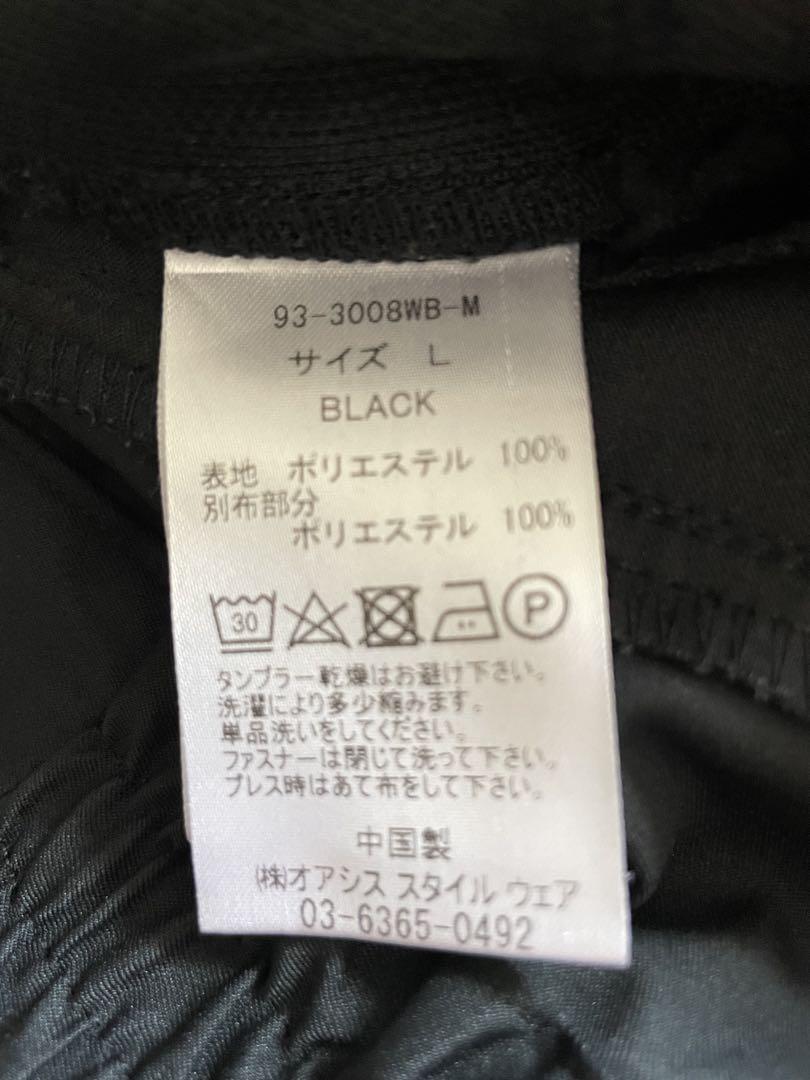 93-3008WB-M
サイズ L
BLACK
表地 ポリエステル 100%
別布部分
ポリエステル 100%
30 P
タンブラー乾燥はお避け下さい。
洗濯により多少縮みます。
単品洗いをしてください。
ファスナーは閉じて洗って下さい。
プレス時はあて布をして下さい。
中国製
(株)オアシス スタイル ウェア
03-6365-0492